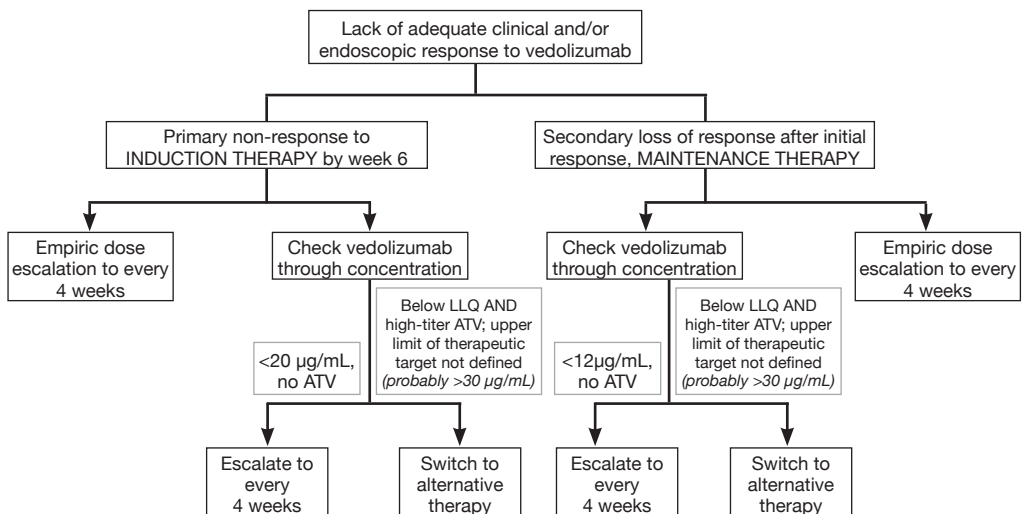 Lack of adequate clinical and/or
endoscopic response to vedolizumab
Primary non-response to
INDUCTION THERAPY by week 6
Secondary loss of response after initial
response, MAINTENANCE THERAPY
Empiric dose
escalation to every
4 weeks
Check vedolizumab
through concentration
Check vedolizumab
through concentration
Empiric dose
escalation to every
4 weeks
<20 µg/mL,
no ATV
Below LLQ AND
high-titer ATV; upper
limit of therapeutic
target not defined
(probably >30 µg/mL)
<12µg/mL,
no ATV
Below LLQ AND
high-titer ATV; upper
limit of therapeutic
target not defined
(probably >30 µg/mL)
Escalate to
every
4 weeks
Switch to
alternative
therapy
Escalate to
every
4 weeks
Switch to
alternative
therapy